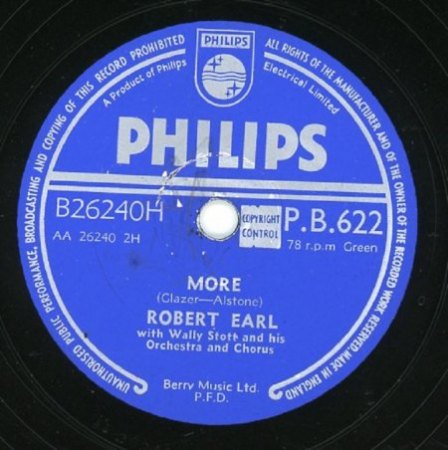 UNAUTHORISED PUBLIC PERFORMANCE, BROADCASTING AND COPYING OF THIS RECORD PROHIBITED
ALL RIGHTS OF THE MANUFACTURER AND OF THE OWNER OF THE RECORDED WORK RESERVED. MADE IN ENGLAND
PHILIPS
A Product of Philips
Electrical Limited
PHILIPS
B26240H
COPYRIGHT
CONTROL
P.B.622
AA 26240 2H
78 r.p.m Green
MORE
(Glazer—Alstone)
ROBERT EARL
with Wally Stott and his
Orchestra and Chorus
Berry Music Ltd.
P.F.D.